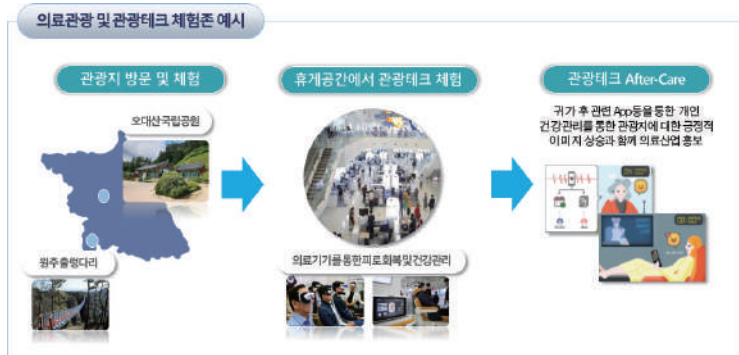 의료관광 및 관광테크 체험존 예시
관광지 방문 및 체험
오대산국립공원
원주출렁다리
휴게공간에서 관광테크 체험
의료기기를통한피로회복및건강관리
관광테크 After-Care
귀가 후 관련 App등을 통한 개인
건강관리를 통한 관광지에 대한 긍정적
이미지 상승과 함께 의료산업 홍보